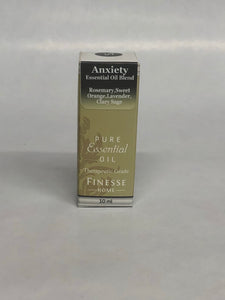 Anxiety
Essential Oil Blend
Rosemary,Sweet
Orange,Lavender,
Clary Sage
PURE
Essential
OIL
Therapeutic Grade
FINESSE
HOME
10 ml